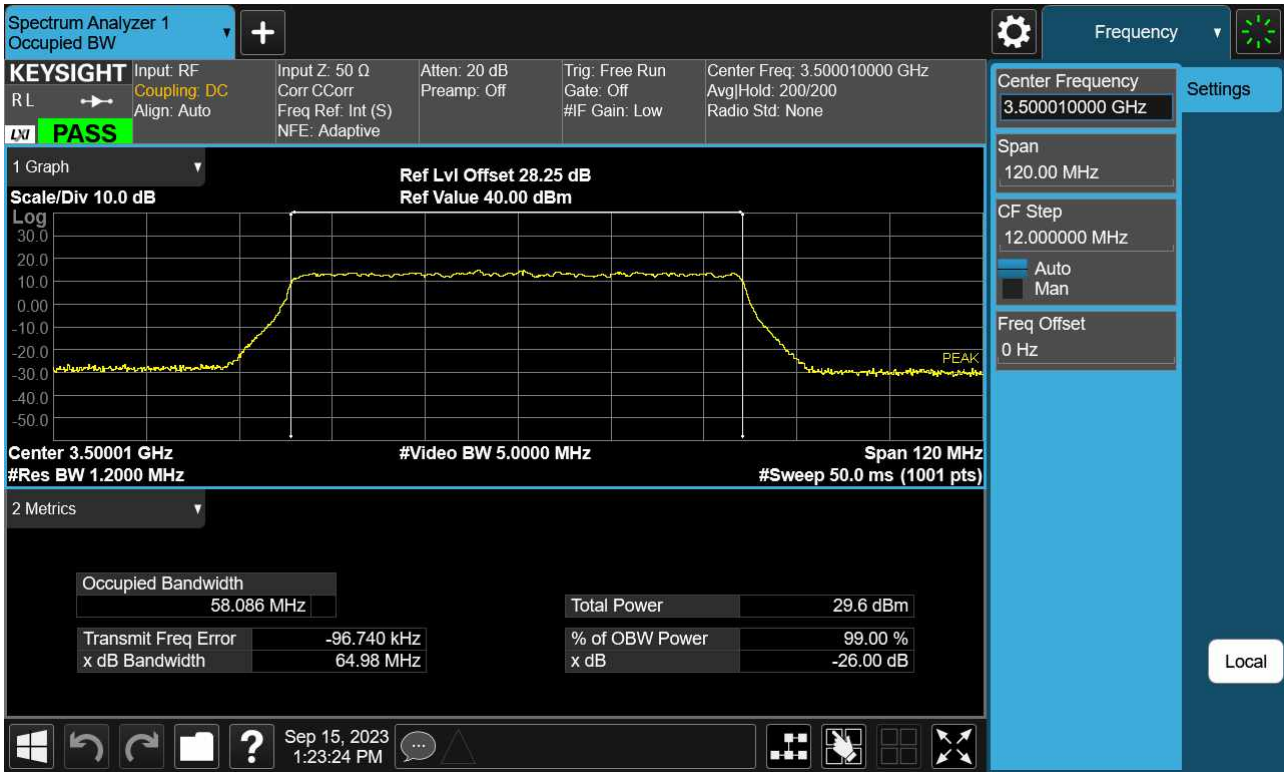 Spectrum Analyzer 1
Occupied BW
Frequency
KEYSIGHT
R L
LXI
PASS
Input: RF
Coupling: DC
Align: Auto
Input Z: 50 Ω
Corr CCorr
Freq Ref: Int (S)
NFE: Adaptive
Atten: 20 dB
Preamp: Off
Trig: Free Run
Gate: Off
#IF Gain: Low
Center Freq: 3.500010000 GHz
Avg|Hold: 200/200
Radio Std: None
Center Frequency
3.500010000 GHz
Settings
Span
120.00 MHz
CF Step
12.000000 MHz
Auto
Man
Freq Offset
0 Hz
1 Graph
Scale/Div 10.0 dB
Ref Lvl Offset 28.25 dB
Ref Value 40.00 dBm
Log
30.0
20.0
10.0
0.00
-10.0
-20.0
-30.0
-40.0
-50.0
PEAK
Center 3.50001 GHz
#Video BW 5.0000 MHz
Span 120 MHz
#Res BW 1.2000 MHz
#Sweep 50.0 ms (1001 pts)
2 Metrics
Occupied Bandwidth
58.086 MHz
Total Power 29.6 dBm
Transmit Freq Error -96.740 kHz
% of OBW Power 99.00 %
x dB Bandwidth 64.98 MHz
x dB -26.00 dB
Local
?
Sep 15, 2023
1:23:24 PM